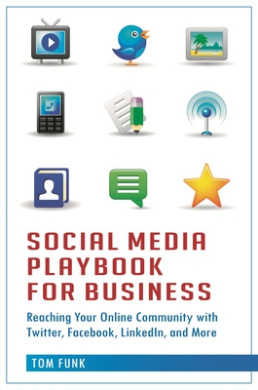 SOCIAL MEDIA
PLAYBOOK
FOR BUSINESS
Reaching Your Online Community with
Twitter, Facebook, LinkedIn, and More
TOM FUNK